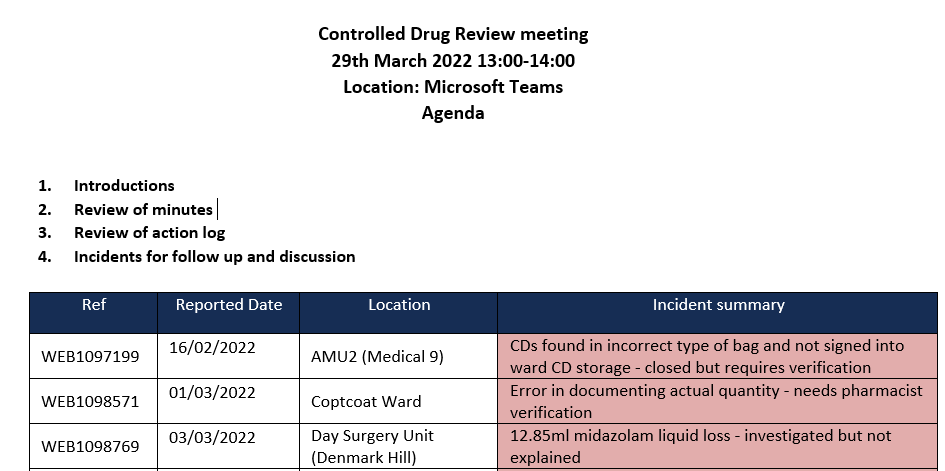 Controlled Drug Review meeting
29th March 2022 13:00-14:00
Location: Microsoft Teams
Agenda
1. Introductions
2. Review of minutes
3. Review of action log
4. Incidents for follow up and discussion
Ref Reported Date Location Incident summary
WEB1097199 16/02/2022 AMU2 (Medical 9) CDs found in incorrect type of bag and not signed into
ward CD storage - closed but requires verification
WEB1098571 01/03/2022 Coptcoat Ward Error in documenting actual quantity - needs pharmacist
verification
WEB1098769 03/03/2022 Day Surgery Unit 12.85ml midazolam liquid loss - investigated but not
(Denmark Hill) explained